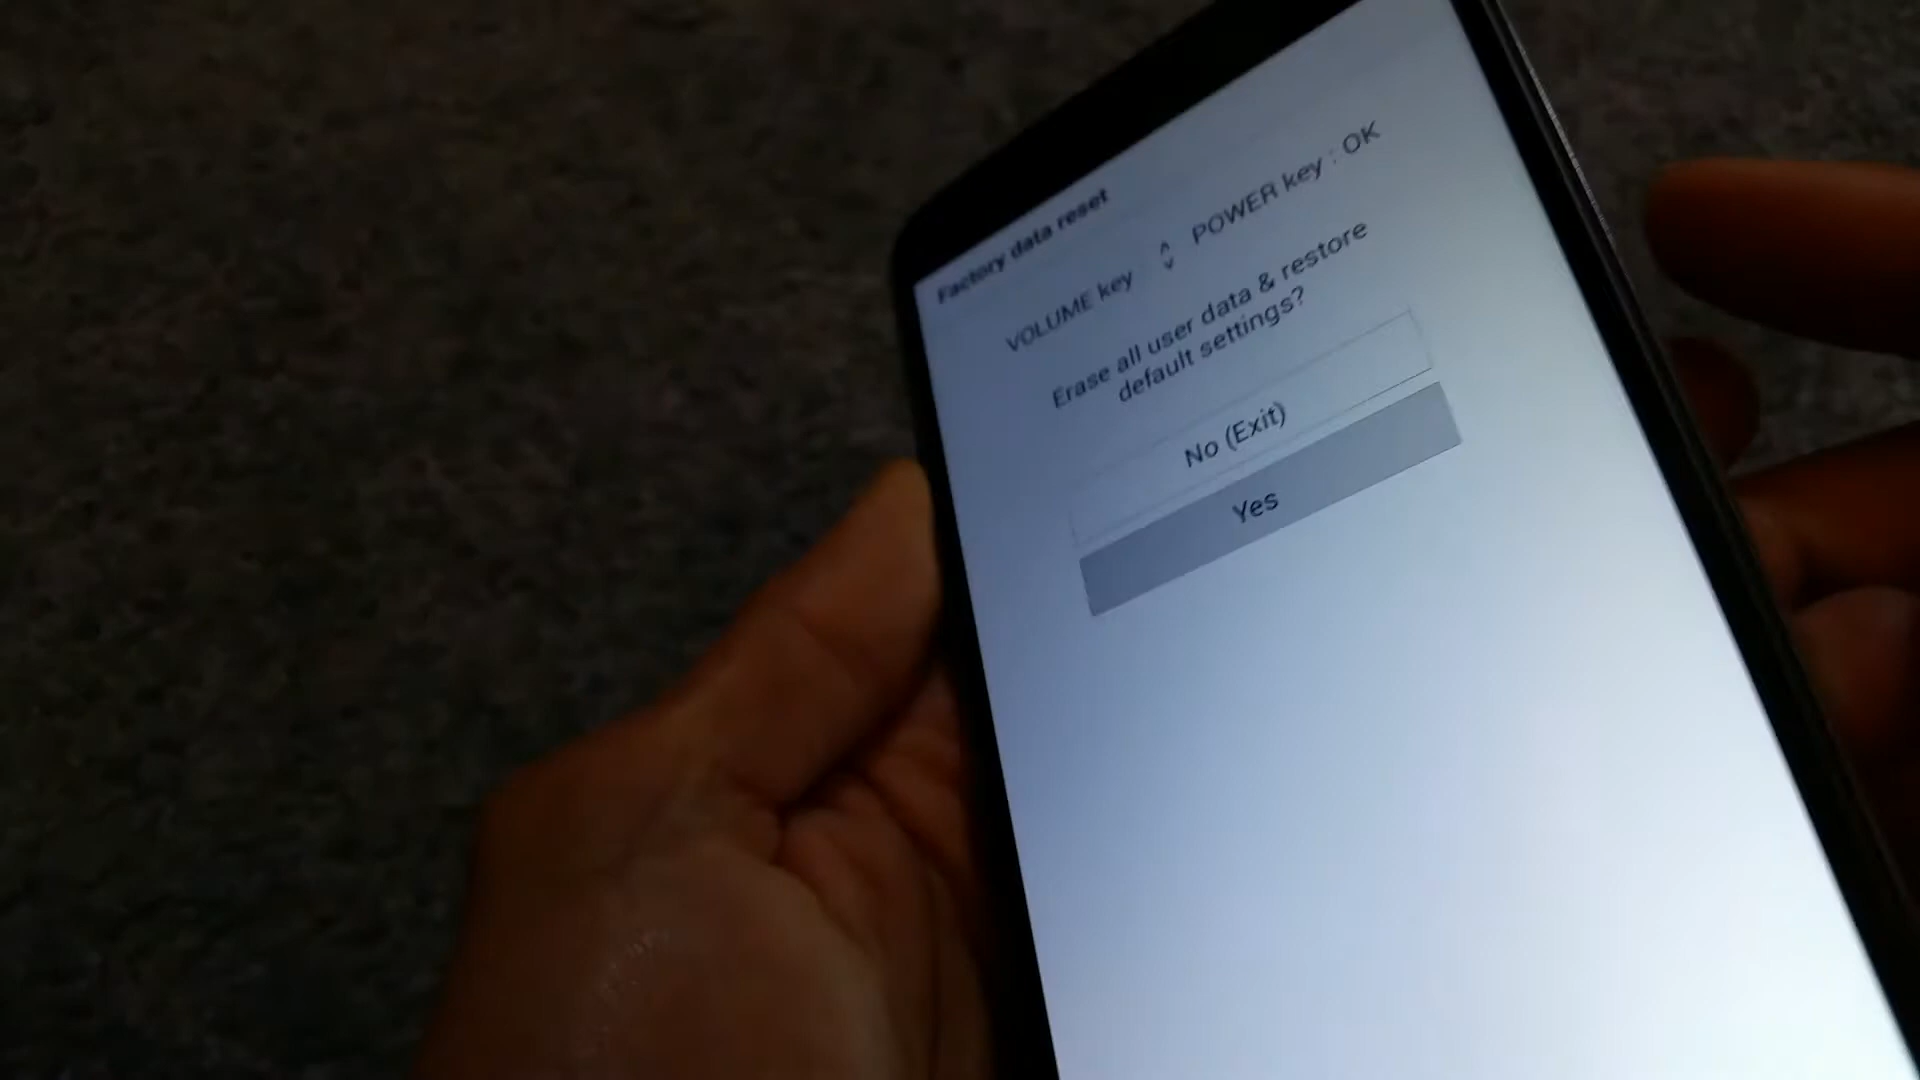 Factory data reset
VOLUME key POWER key : OK
Erase all user data & restore
default settings?
No (Exit)
Yes